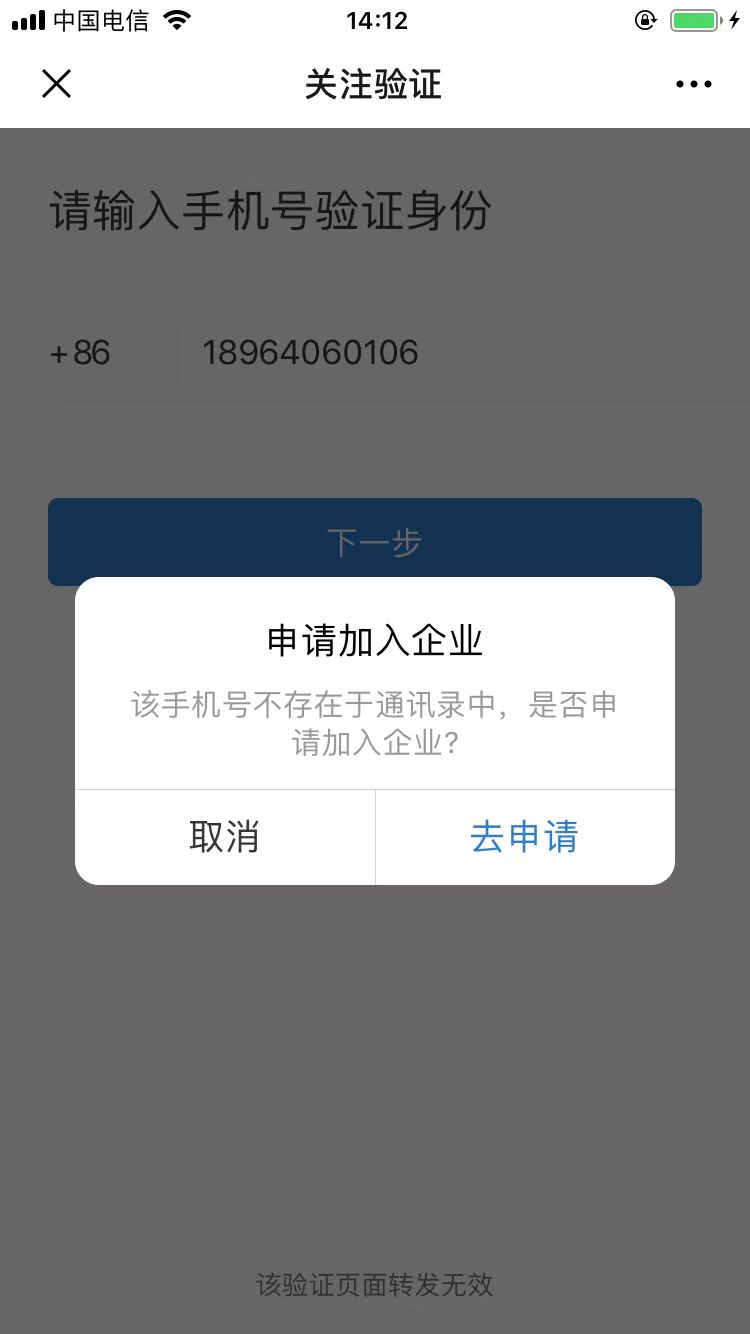 中国电信
14:12
关注验证
请输入手机号验证身份
+86 18964060106
下一步
申请加入企业
该手机号不存在于通讯录中，是否申
请加入企业?
取消 去申请
该验证页面转发无效